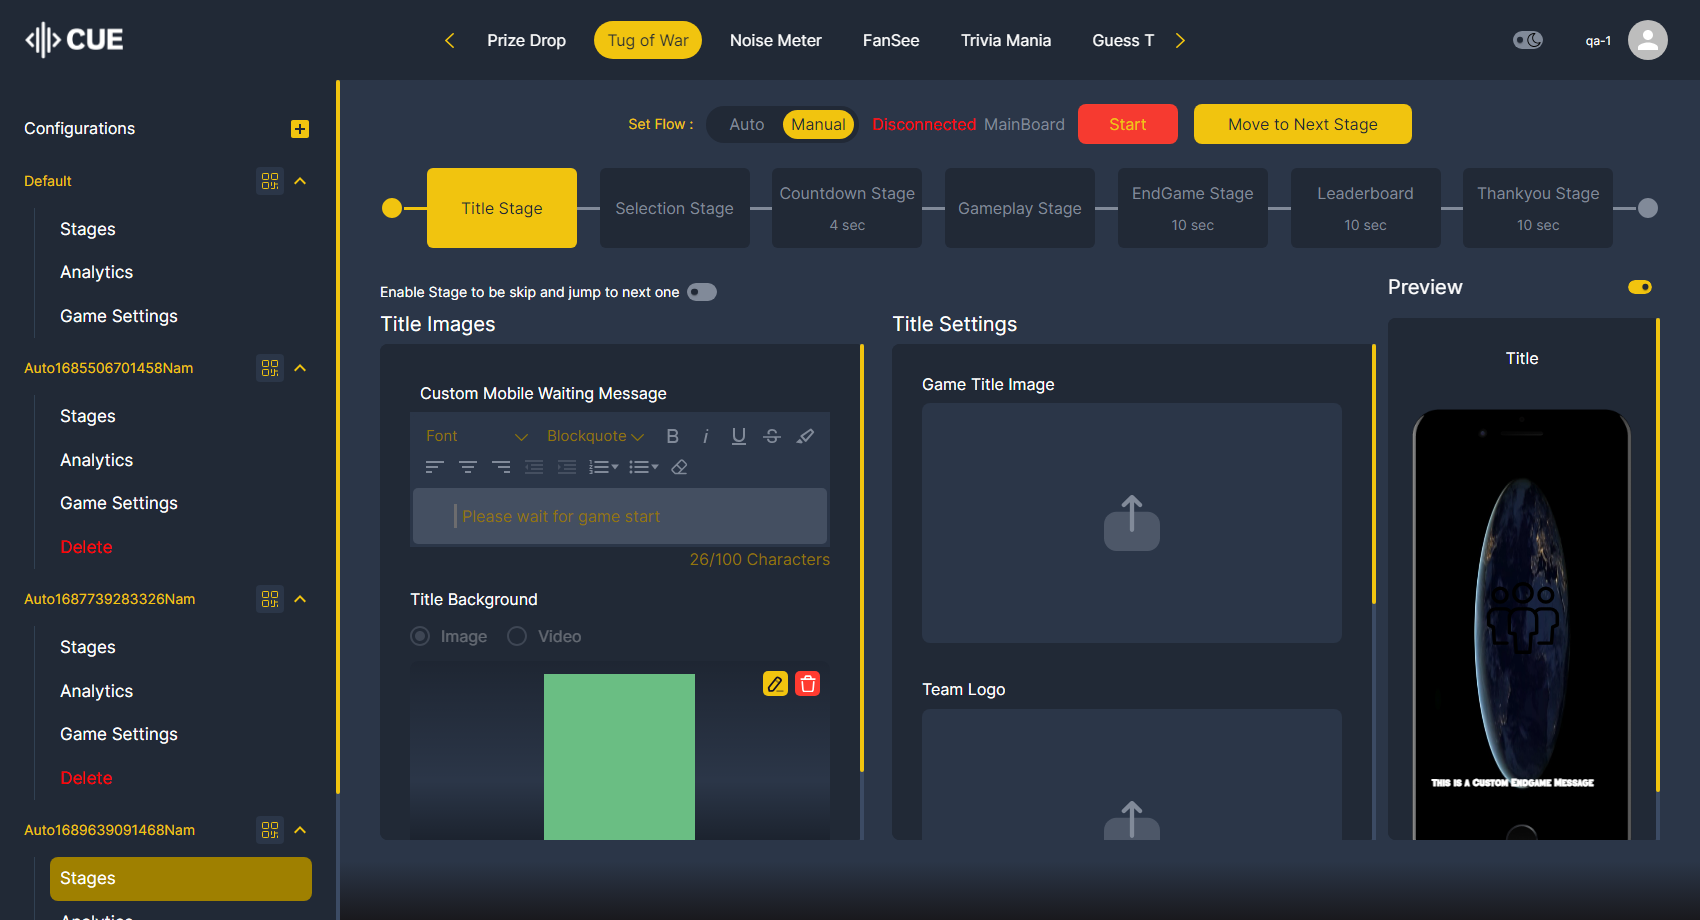 CUE
Prize Drop
Tug of War
Noise Meter
FanSee
Trivia Mania
Guess T
qa-1
Configurations
Default
Stages
Analytics
Game Settings
Auto1685506701458Nam
Stages
Analytics
Game Settings
Delete
Auto1687739283326Nam
Stages
Analytics
Game Settings
Delete
Auto1689639091468Nam
Stages
Analytics
Set Flow :
Auto
Manual
Disconnected MainBoard
Start
Move to Next Stage
Title Stage
Selection Stage
Countdown Stage
4 sec
Gameplay Stage
EndGame Stage
10 sec
Leaderboard
10 sec
Thankyou Stage
10 sec
Enable Stage to be skip and jump to next one
Title Images
Custom Mobile Waiting Message
Font
Blockquote
B i U S
Please wait for game start
26/100 Characters
Title Background
Image
Video
Title Settings
Game Title Image
Team Logo
Preview
Title
This is a Custom Endgame Message